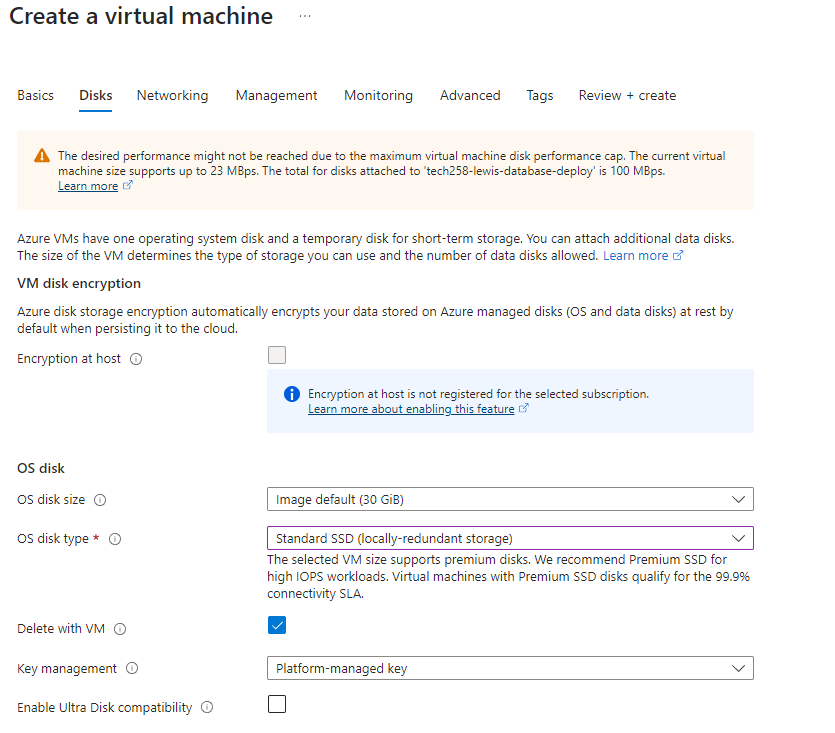 Create a virtual machine ...
Basics Disks Networking Management Monitoring Advanced Tags Review + create
The desired performance might not be reached due to the maximum virtual machine disk performance cap. The current virtual
machine size supports up to 23 MBps. The total for disks attached to 'tech258-lewis-database-deploy' is 100 MBps.
Learn more
Azure VMs have one operating system disk and a temporary disk for short-term storage. You can attach additional data disks.
The size of the VM determines the type of storage you can use and the number of data disks allowed. Learn more
VM disk encryption
Azure disk storage encryption automatically encrypts your data stored on Azure managed disks (OS and data disks) at rest by
default when persisting it to the cloud.
Encryption at host
Encryption at host is not registered for the selected subscription.
Learn more about enabling this feature
OS disk
OS disk size Image default (30 GiB)
OS disk type * Standard SSD (locally-redundant storage)
The selected VM size supports premium disks. We recommend Premium SSD for
high IOPS workloads. Virtual machines with Premium SSD disks qualify for the 99.9%
connectivity SLA.
Delete with VM
Key management Platform-managed key
Enable Ultra Disk compatibility